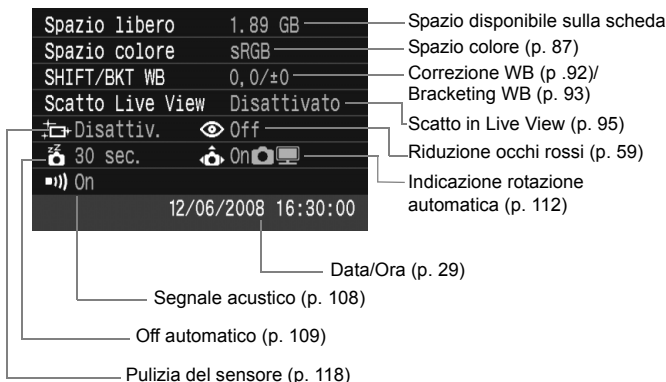 Spazio libero 1.89 GB
Spazio colore sRGB
SHIFT/BKT WB 0,0/±0
Scatto Live View Disattivato
Disattiv. Off
30 sec. On
On
12/06/2008 16:30:00
Spazio disponibile sulla scheda
Spazio colore (p. 87)
Correzione WB (p .92)/
Bracketing WB (p. 93)
Scatto in Live View (p. 95)
Riduzione occhi rossi (p. 59)
Indicazione rotazione
automatica (p. 112)
Data/Ora (p. 29)
Segnale acustico (p. 108)
Off automatico (p. 109)
Pulizia del sensore (p. 118)